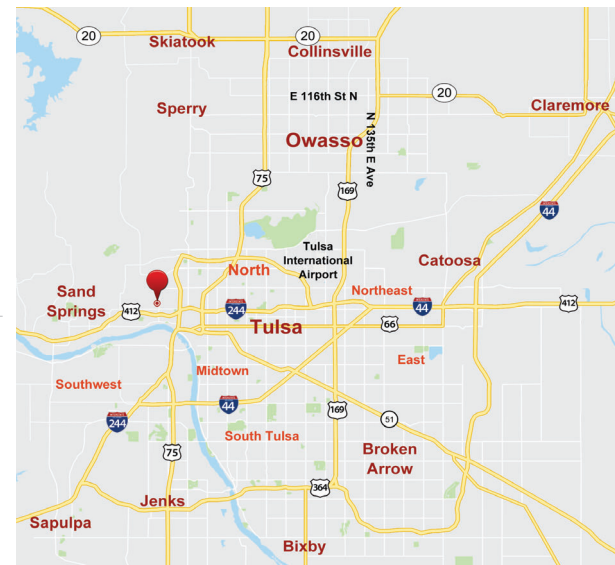 20
Skiatook
20
Collinsville
E 116th St N
20
Sperry
Claremore
N 135th E Ave
Owasso
75
169
44
Tulsa
International
Airport
Catoosa
North
Northeast
Sand
Springs
412
244
44
412
Tulsa
66
East
Midtown
Southwest
44
169
51
244
South Tulsa
75
Broken
Arrow
364
Jenks
Sapulpa
Bixby